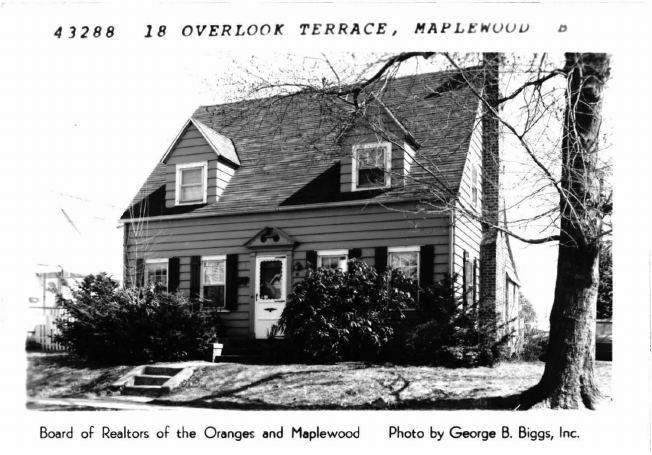 43288 18 OVERLOOK TERRACE, MAPLEWOOD B
Board of Realtors of the Oranges and Maplewood Photo by George B. Biggs, Inc.